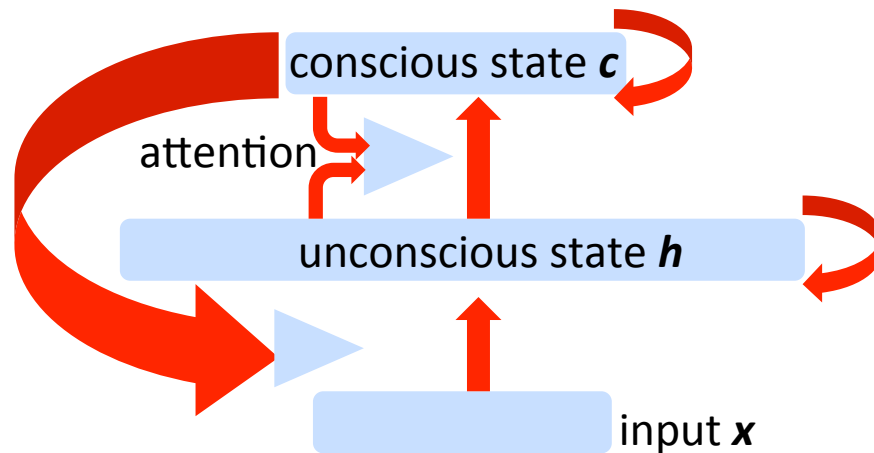 conscious state c
attention
unconscious state h
input x